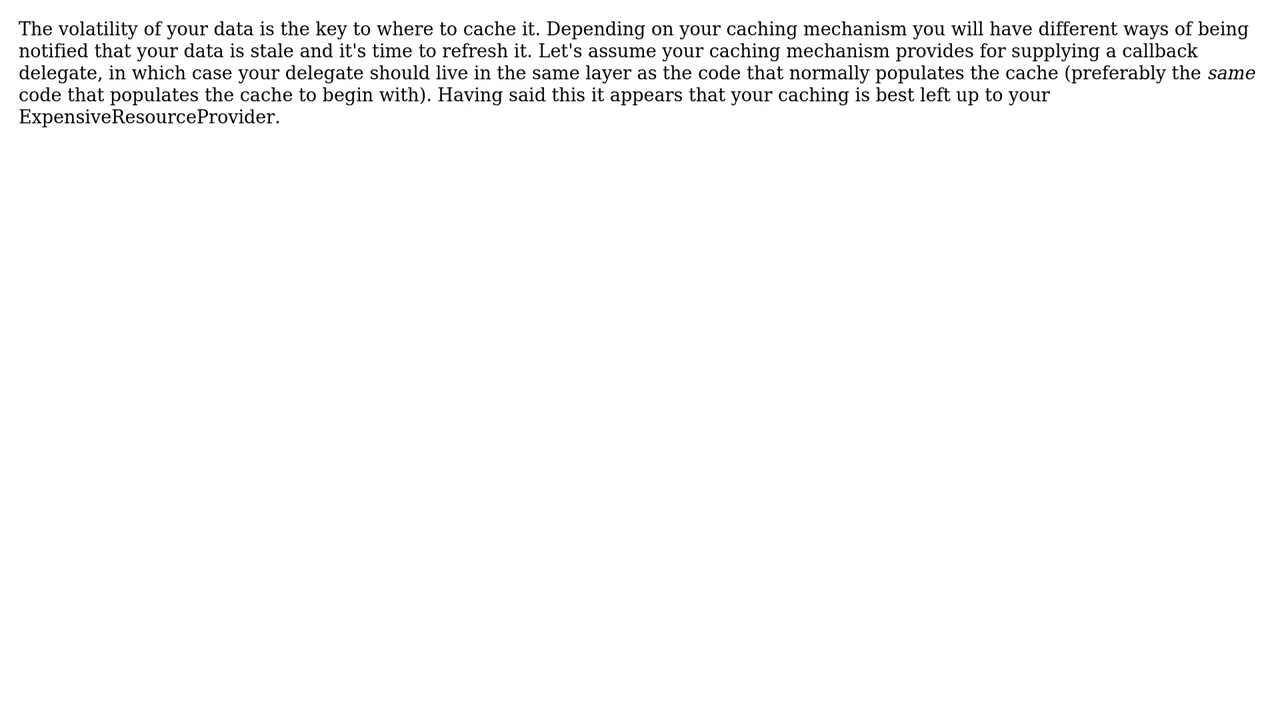 The volatility of your data is the key to where to cache it. Depending on your caching mechanism you will have different ways of being
notified that your data is stale and it's time to refresh it. Let's assume your caching mechanism provides for supplying a callback
delegate, in which case your delegate should live in the same layer as the code that normally populates the cache (preferably the same
code that populates the cache to begin with). Having said this it appears that your caching is best left up to your
ExpensiveResourceProvider.